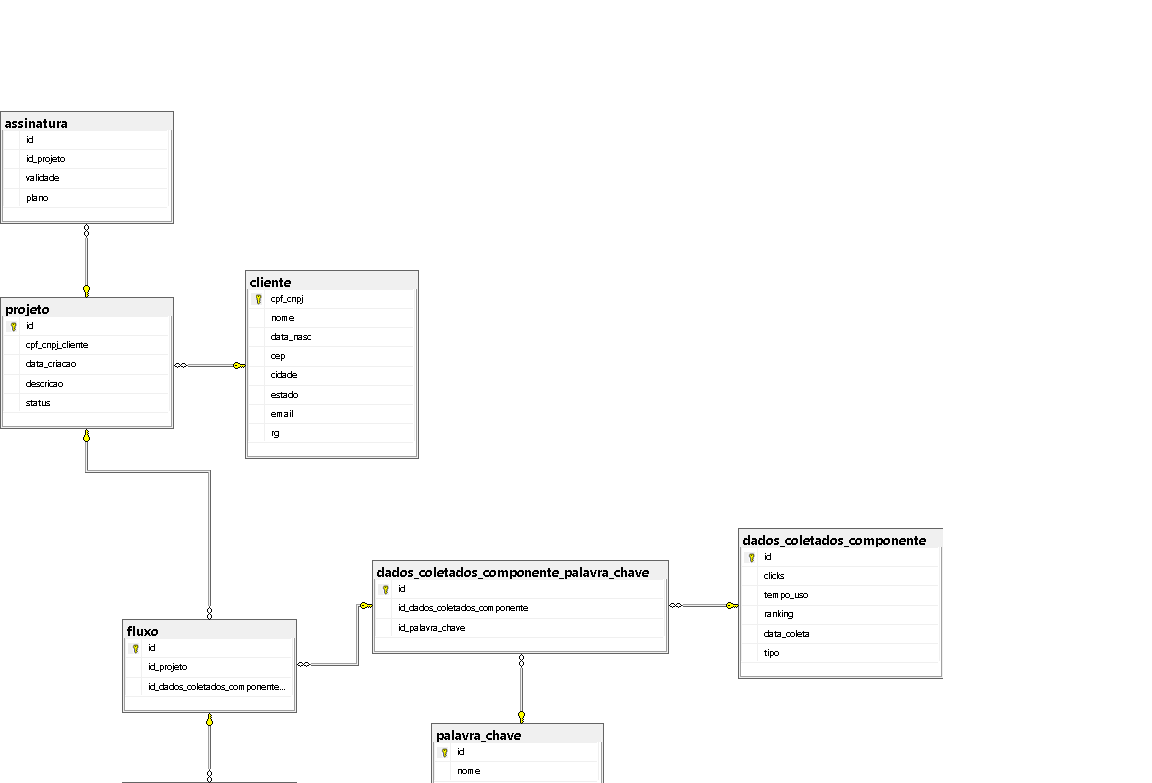 assinatura
id
id_projeto
validade
plano
projeto
id
cpf_cnpj_cliente
data_criacao
descricao
status
cliente
cpf_cnpj
nome
data_nasc
cep
cidade
estado
email
rg
fluxo
id
id_projeto
id_dados_coletados_componente...
dados_coletados_componente_palavra_chave
id
id_dados_coletados_componente
id_palavra_chave
dados_coletados_componente
id
clicks
tempo_uso
ranking
data_coleta
tipo
palavra_chave
id
nome